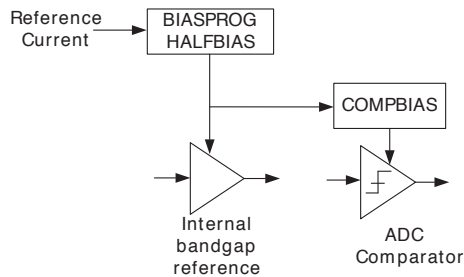 Reference
Current
BIASPROG
HALFBIAS
COMPBIAS
Internal
bandgap
reference
ADC
Comparator